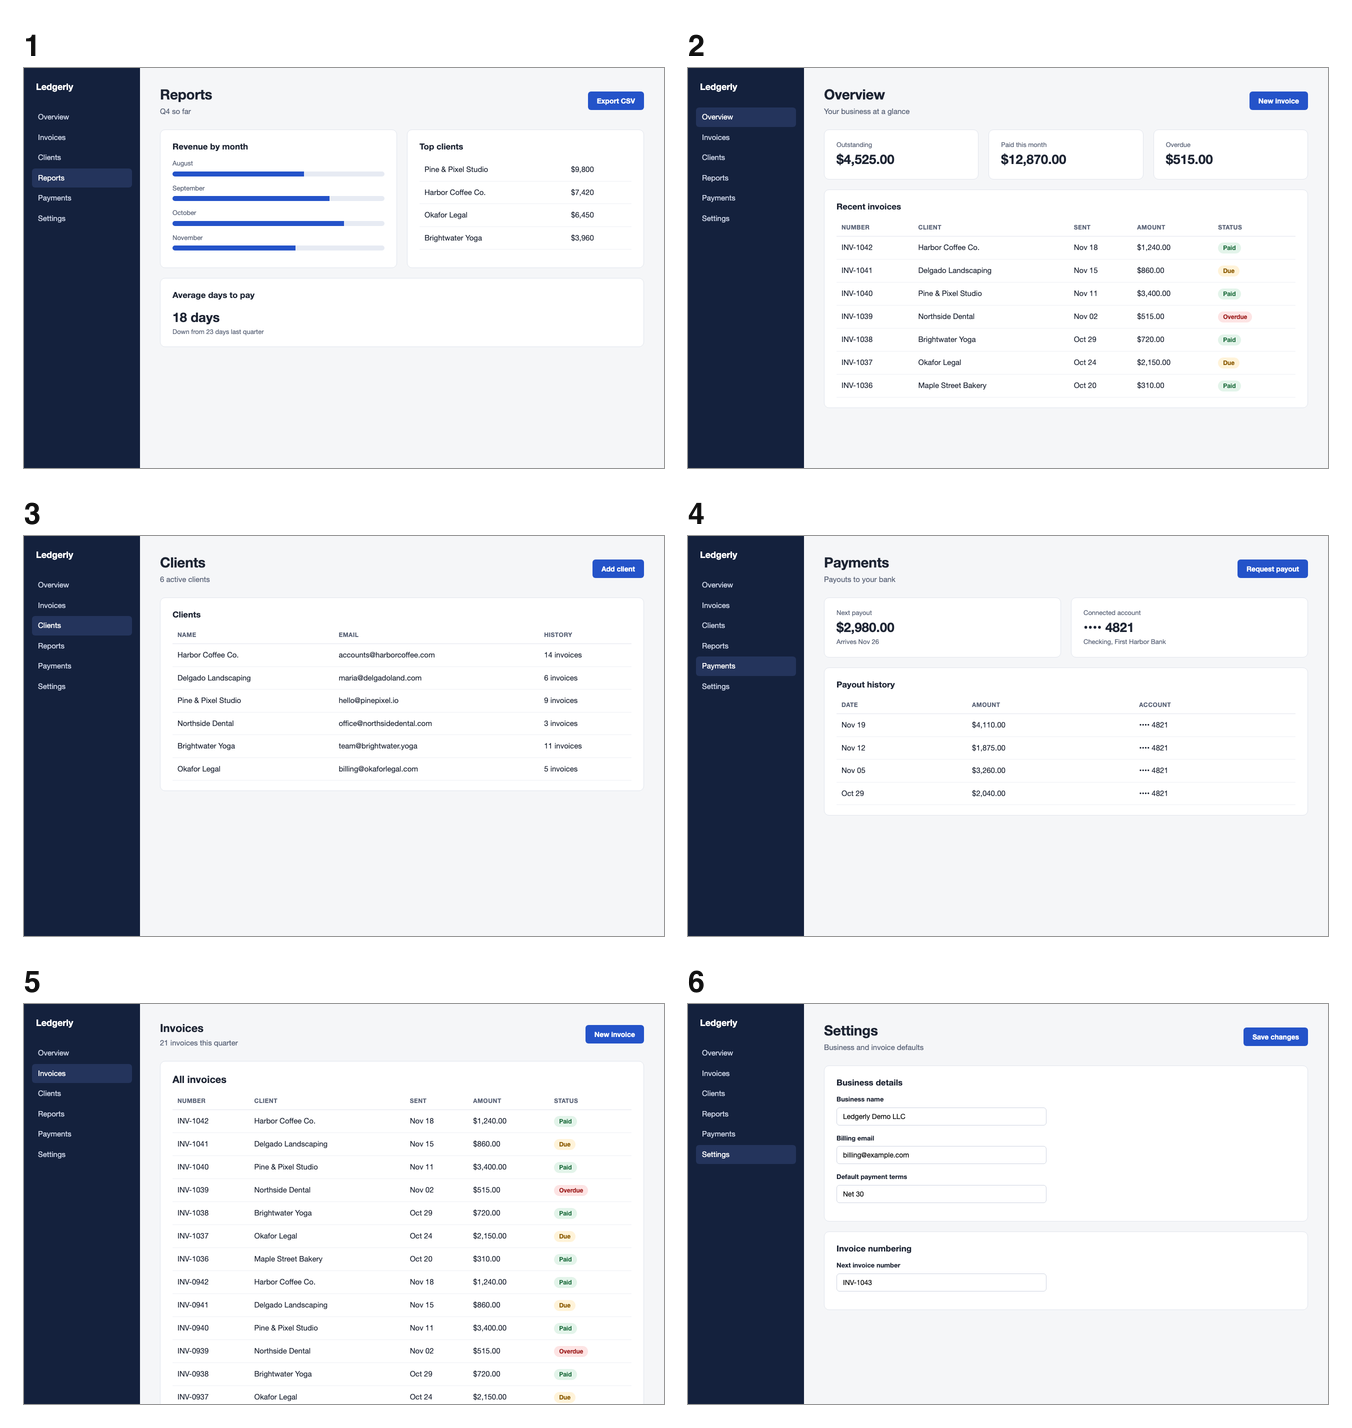 1
Ledgerly
Overview
Invoices
Clients
Reports
Payments
Settings
Reports
Q4 so far
Export CSV
Revenue by month
August
September
October
November
Top clients
Pine & Pixel Studio $9,800
Harbor Coffee Co. $7,420
Okafor Legal $6,450
Brightwater Yoga $3,960
Average days to pay
18 days
Down from 23 days last quarter
2
Ledgerly
Overview
Invoices
Clients
Reports
Payments
Settings
Overview
Your business at a glance
New invoice
Outstanding
$4,525.00
Paid this month
$12,870.00
Overdue
$515.00
Recent invoices
NUMBER CLIENT SENT AMOUNT STATUS
INV-1042 Harbor Coffee Co. Nov 18 $1,240.00 Paid
INV-1041 Delgado Landscaping Nov 15 $860.00 Due
INV-1040 Pine & Pixel Studio Nov 11 $3,400.00 Paid
INV-1039 Northside Dental Nov 02 $515.00 Overdue
INV-1038 Brightwater Yoga Oct 29 $720.00 Paid
INV-1037 Okafor Legal Oct 24 $2,150.00 Due
INV-1036 Maple Street Bakery Oct 20 $310.00 Paid
3
Ledgerly
Overview
Invoices
Clients
Reports
Payments
Settings
Clients
6 active clients
Add client
Clients
NAME EMAIL HISTORY
Harbor Coffee Co. accounts@harborcoffee.com 14 invoices
Delgado Landscaping maria@delgadoland.com 6 invoices
Pine & Pixel Studio hello@pinepixel.io 9 invoices
Northside Dental office@northsidedental.com 3 invoices
Brightwater Yoga team@brightwater.yoga 11 invoices
Okafor Legal billing@okaforlegal.com 5 invoices
4
Ledgerly
Overview
Invoices
Clients
Reports
Payments
Settings
Payments
Payouts to your bank
Request payout
Next payout
$2,980.00
Arrives Nov 26
Connected account
•••• 4821
Checking, First Harbor Bank
Payout history
DATE AMOUNT ACCOUNT
Nov 19 $4,110.00 •••• 4821
Nov 12 $1,875.00 •••• 4821
Nov 05 $3,260.00 •••• 4821
Oct 29 $2,040.00 •••• 4821
5
Ledgerly
Overview
Invoices
Clients
Reports
Payments
Settings
Invoices
21 invoices this quarter
New invoice
All invoices
NUMBER CLIENT SENT AMOUNT STATUS
INV-1042 Harbor Coffee Co. Nov 18 $1,240.00 Paid
INV-1041 Delgado Landscaping Nov 15 $860.00 Due
INV-1040 Pine & Pixel Studio Nov 11 $3,400.00 Paid
INV-1039 Northside Dental Nov 02 $515.00 Overdue
INV-1038 Brightwater Yoga Oct 29 $720.00 Paid
INV-1037 Okafor Legal Oct 24 $2,150.00 Due
INV-1036 Maple Street Bakery Oct 20 $310.00 Paid
INV-0942 Harbor Coffee Co. Nov 18 $1,240.00 Paid
INV-0941 Delgado Landscaping Nov 15 $860.00 Due
INV-0940 Pine & Pixel Studio Nov 11 $3,400.00 Paid
INV-0939 Northside Dental Nov 02 $515.00 Overdue
INV-0938 Brightwater Yoga Oct 29 $720.00 Paid
INV-0937 Okafor Legal Oct 24 $2,150.00 Due
6
Ledgerly
Overview
Invoices
Clients
Reports
Payments
Settings
Settings
Business and invoice defaults
Save changes
Business details
Business name
Ledgerly Demo LLC
Billing email
billing@example.com
Default payment terms
Net 30
Invoice numbering
Next invoice number
INV-1043